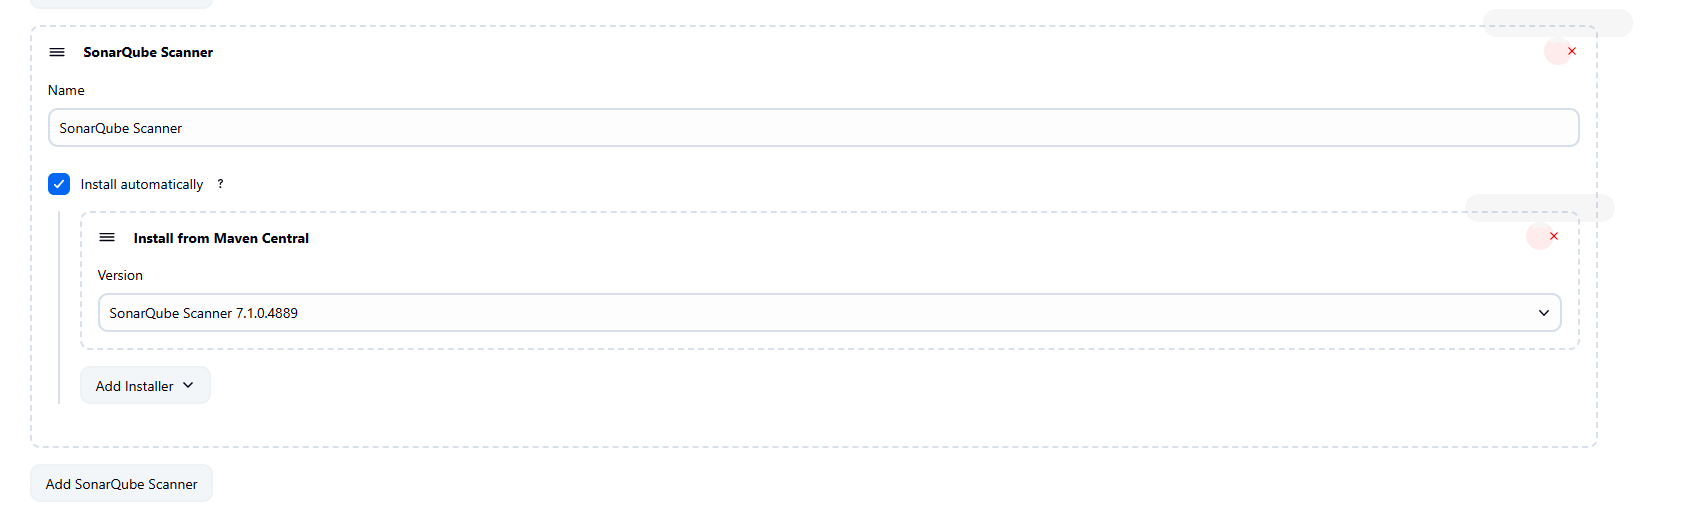 SonarQube Scanner
Name
SonarQube Scanner
Install automatically ?
Install from Maven Central
Version
SonarQube Scanner 7.1.0.4889
Add Installer
Add SonarQube Scanner